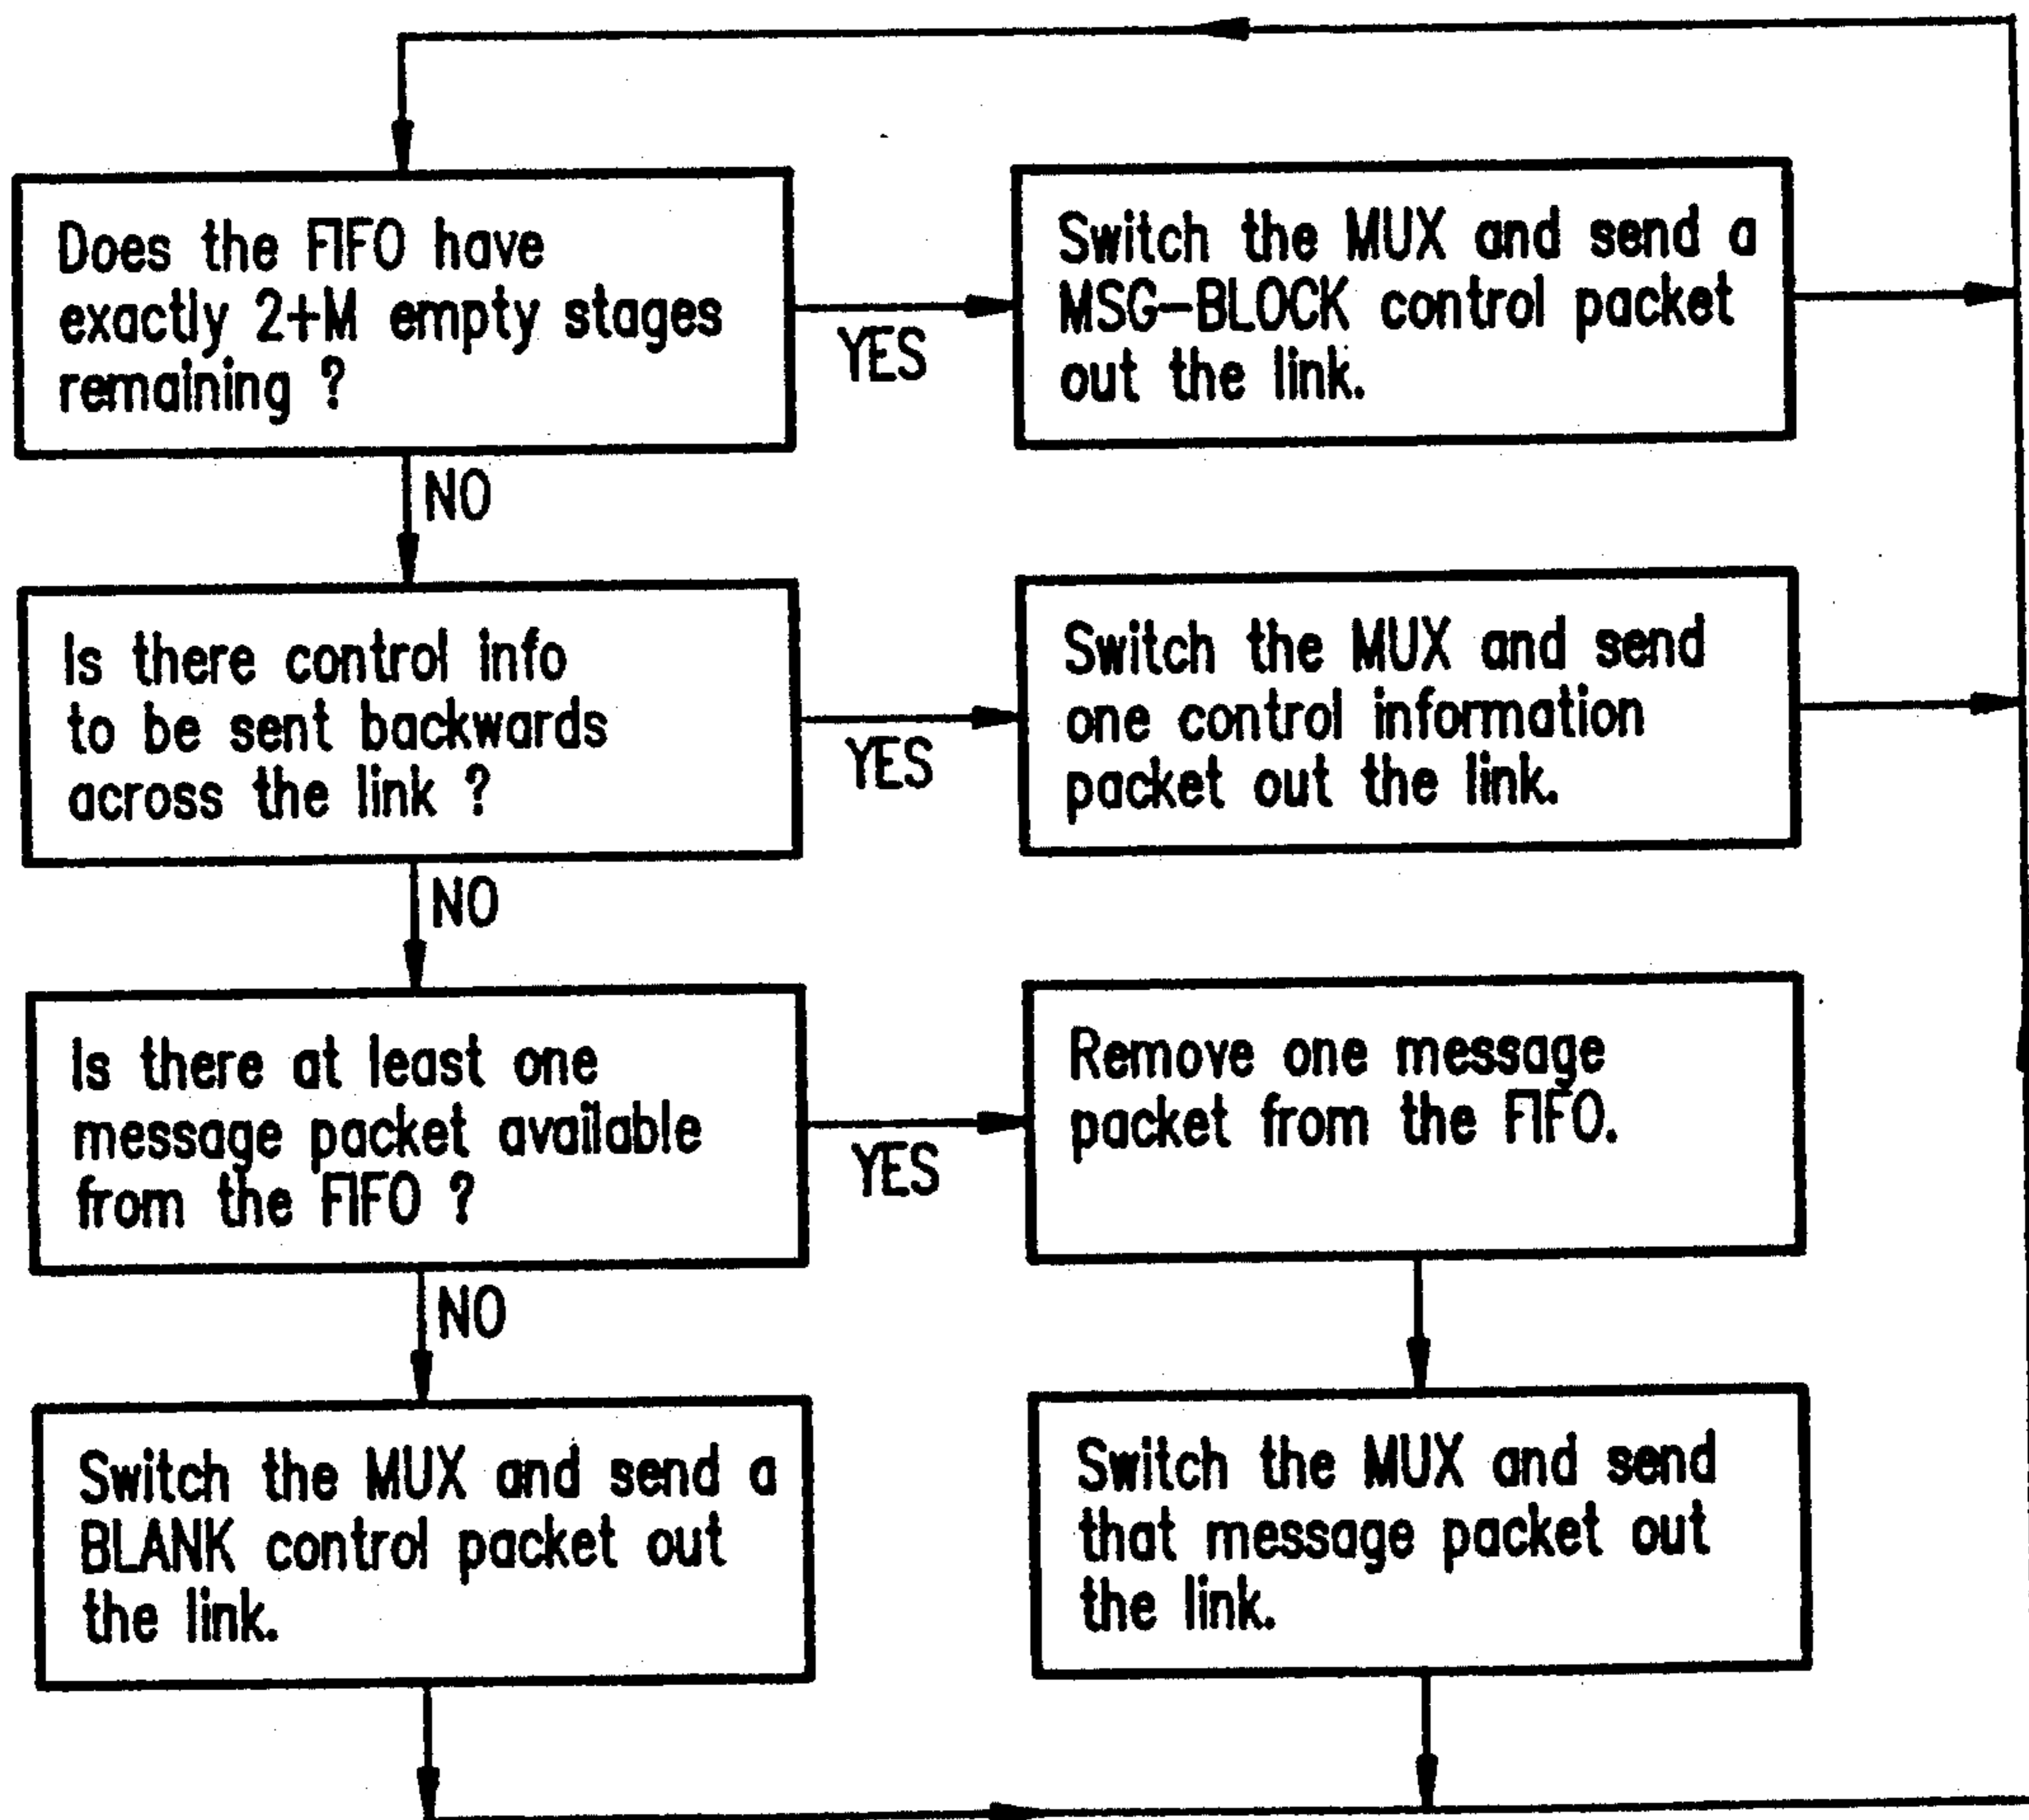 Does the FIFO have
exactly 2+M empty stages
remaining ?
YES
Switch the MUX and send a
MSG-BLOCK control packet
out the link.
NO
Is there control info
to be sent backwards
across the link ?
YES
Switch the MUX and send
one control information
packet out the link.
NO
Is there at least one
message packet available
from the FIFO ?
YES
Remove one message
packet from the FIFO.
NO
Switch the MUX and send a
BLANK control packet out
the link.
Switch the MUX and send
that message packet out
the link.